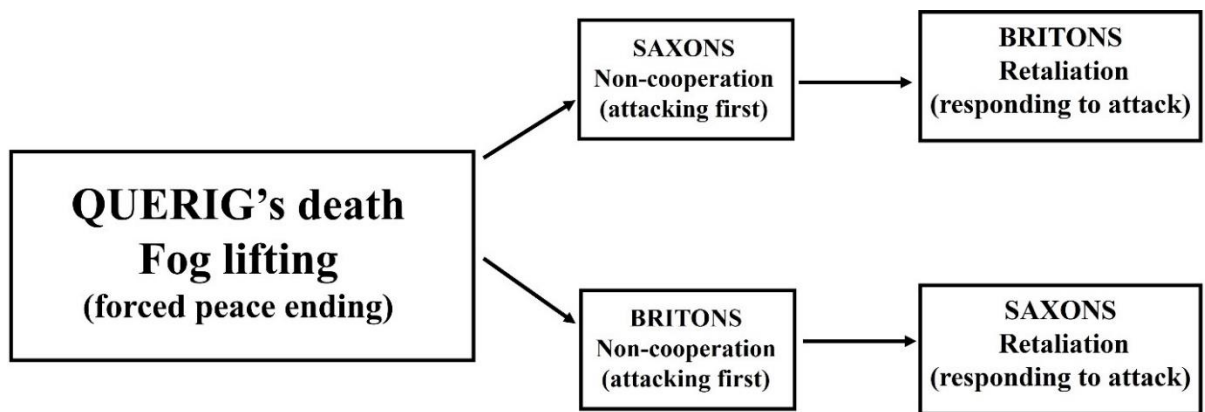 QUERIG’s death
Fog lifting
(forced peace ending)
SAXONS
Non-cooperation
(attacking first)
BRITONS
Retaliation
(responding to attack)
BRITONS
Non-cooperation
(attacking first)
SAXONS
Retaliation
(responding to attack)